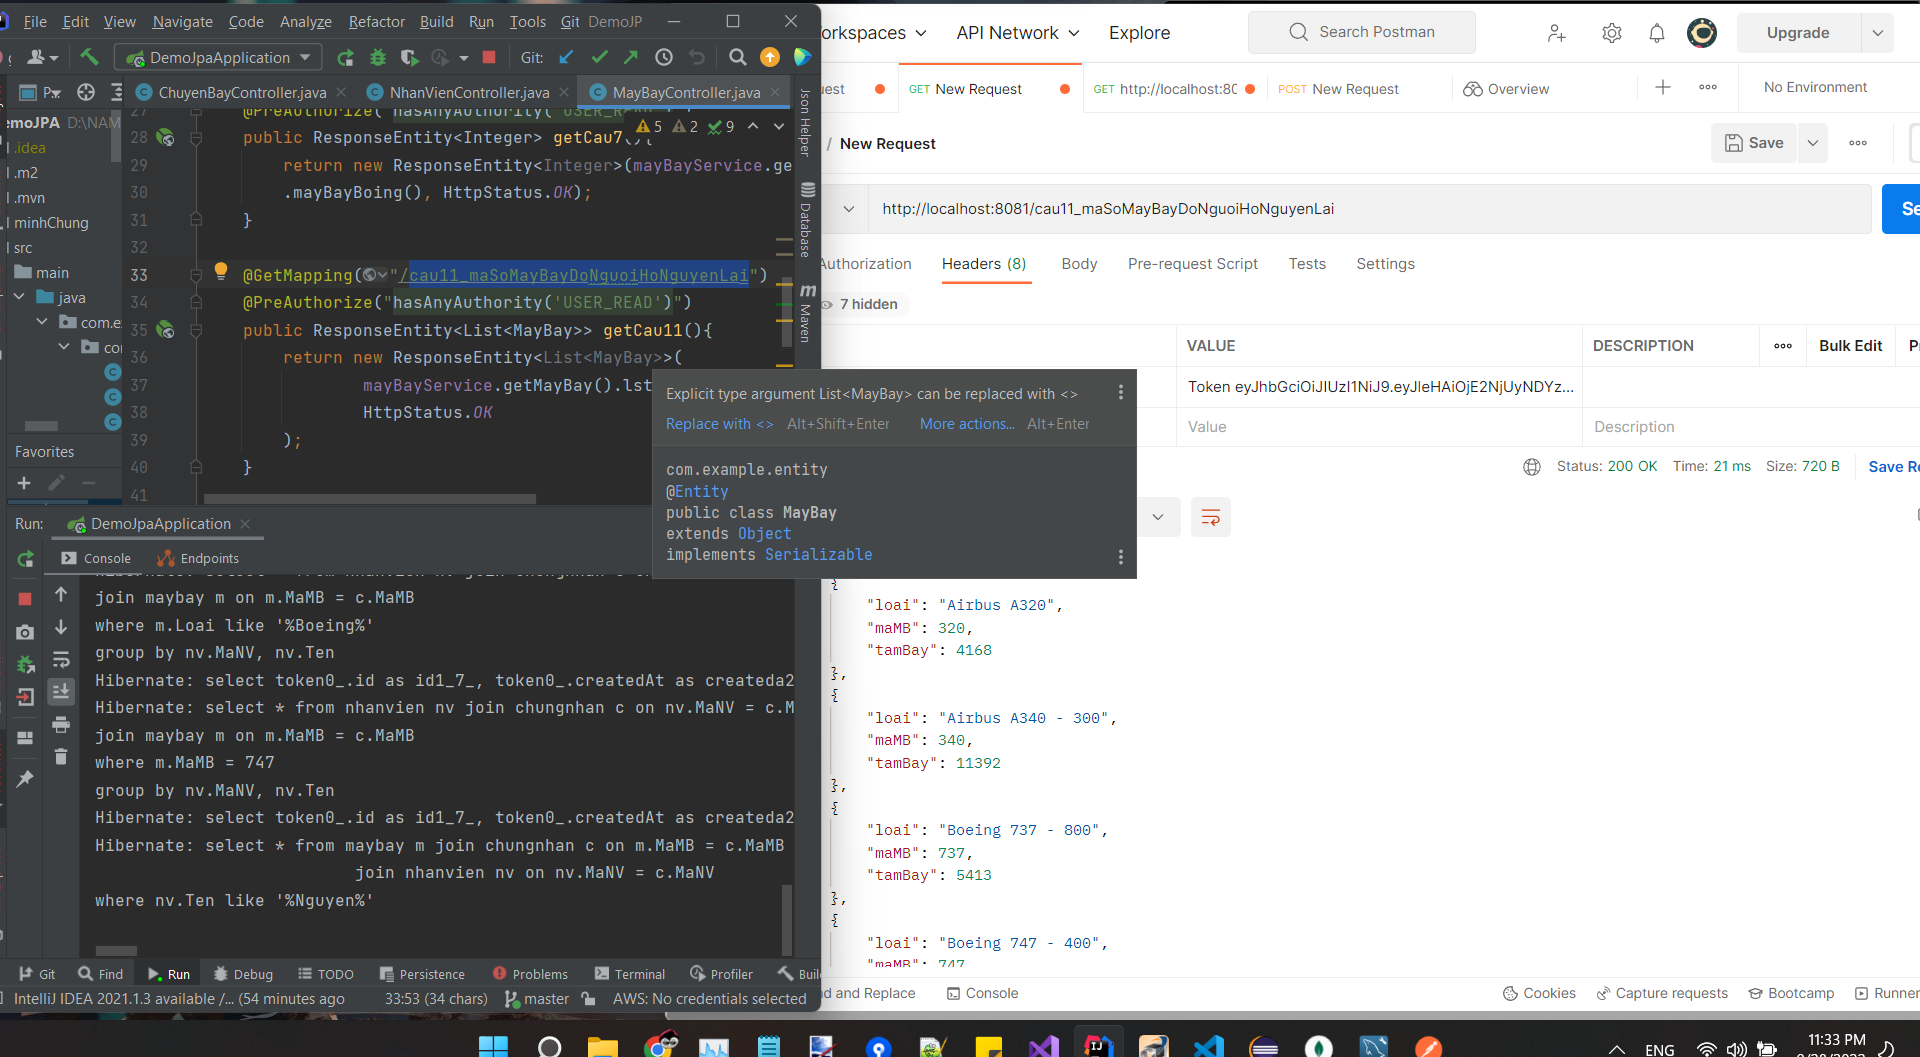 File Edit View Navigate Code Analyze Refactor Build Run Tools Git DemoJP
DemoJpaApplication
Git:
ChuyenBayController.java NhanVienController.java MayBayController.java
emoJPA D:\NAM
.idea
.m2
.mvn
minhChung
src
main
java
com.e
co
Favorites
27 @PreAuthorize("hasAnyAuthority('USER_R
5 2 9
28 public ResponseEntity<Integer> getCau7(){
29 return new ResponseEntity<Integer>(mayBayService.ge
30 .mayBayBoing(), HttpStatus.OK);
31 }
32
33 @GetMapping("/cau11_maSoMayBayDoNguoiHoNguyenLai")
34 @PreAuthorize("hasAnyAuthority('USER_READ')")
35 public ResponseEntity<List<MayBay>> getCau11(){
36 return new ResponseEntity<List<MayBay>>(
37 mayBayService.getMayBay().lst
38 HttpStatus.OK
39 );
40 }
41
Json Helper
Database
Maven
Explicit type argument List<MayBay> can be replaced with <>
Replace with <> Alt+Shift+Enter More actions... Alt+Enter
com.example.entity
@Entity
public class MayBay
extends Object
implements Serializable
Run: DemoJpaApplication
Console Endpoints
join maybay m on m.MaMB = c.MaMB
where m.Loai like '%Boeing%'
group by nv.MaNV, nv.Ten
Hibernate: select token0_.id as id1_7_, token0_.createdAt as createda2
Hibernate: select * from nhanvien nv join chungnhan c on nv.MaNV = c.M
join maybay m on m.MaMB = c.MaMB
where m.MaMB = 747
group by nv.MaNV, nv.Ten
Hibernate: select token0_.id as id1_7_, token0_.createdAt as createda2
Hibernate: select * from maybay m join chungnhan c on m.MaMB = c.MaMB
join nhanvien nv on nv.MaNV = c.MaNV
where nv.Ten like '%Nguyen%'
Git Find Run Debug TODO Persistence Problems Terminal Profiler Buil
IntelliJ IDEA 2021.1.3 available /... (54 minutes ago 33:53 (34 chars) master AWS: No credentials selected
orkspaces API Network Explore Search Postman Upgrade
uest GET New Request GET http://localhost:80 POST New Request Overview No Environment
/ New Request Save
http://localhost:8081/cau11_maSoMayBayDoNguoiHoNguyenLai Se
Authorization Headers (8) Body Pre-request Script Tests Settings
7 hidden
VALUE DESCRIPTION Bulk Edit P
Token eyJhbGciOiJIUzI1NiJ9.eyJleHAiOjE2NjUyNDYz...
Value Description
Status: 200 OK Time: 21 ms Size: 720 B Save Re
{
"loai": "Airbus A320",
"maMB": 320,
"tamBay": 4168
},
{
"loai": "Airbus A340 - 300",
"maMB": 340,
"tamBay": 11392
},
{
"loai": "Boeing 737 - 800",
"maMB": 737,
"tamBay": 5413
},
{
"loai": "Boeing 747 - 400",
"maMB": 747
nd and Replace Console Cookies Capture requests Bootcamp Runner
ENG 11:33 PM